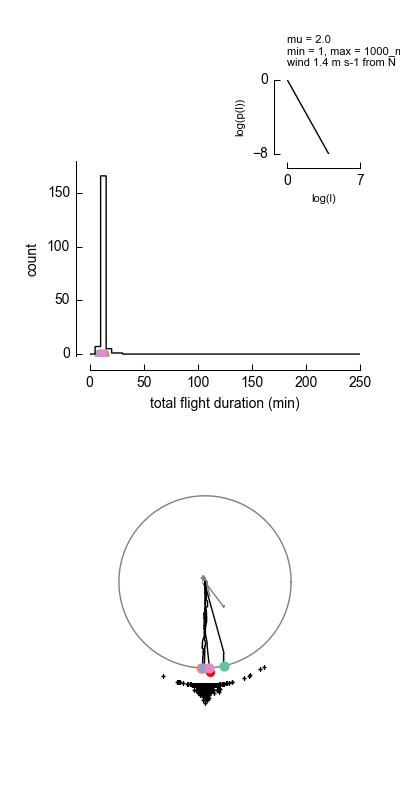 mu = 2.0
min = 1, max = 1000_m
wind 1.4 m s-1 from N
0
log(p(l))
−8
0
7
log(l)
150
100
50
0
count
0
50
100
150
200
250
total flight duration (min)